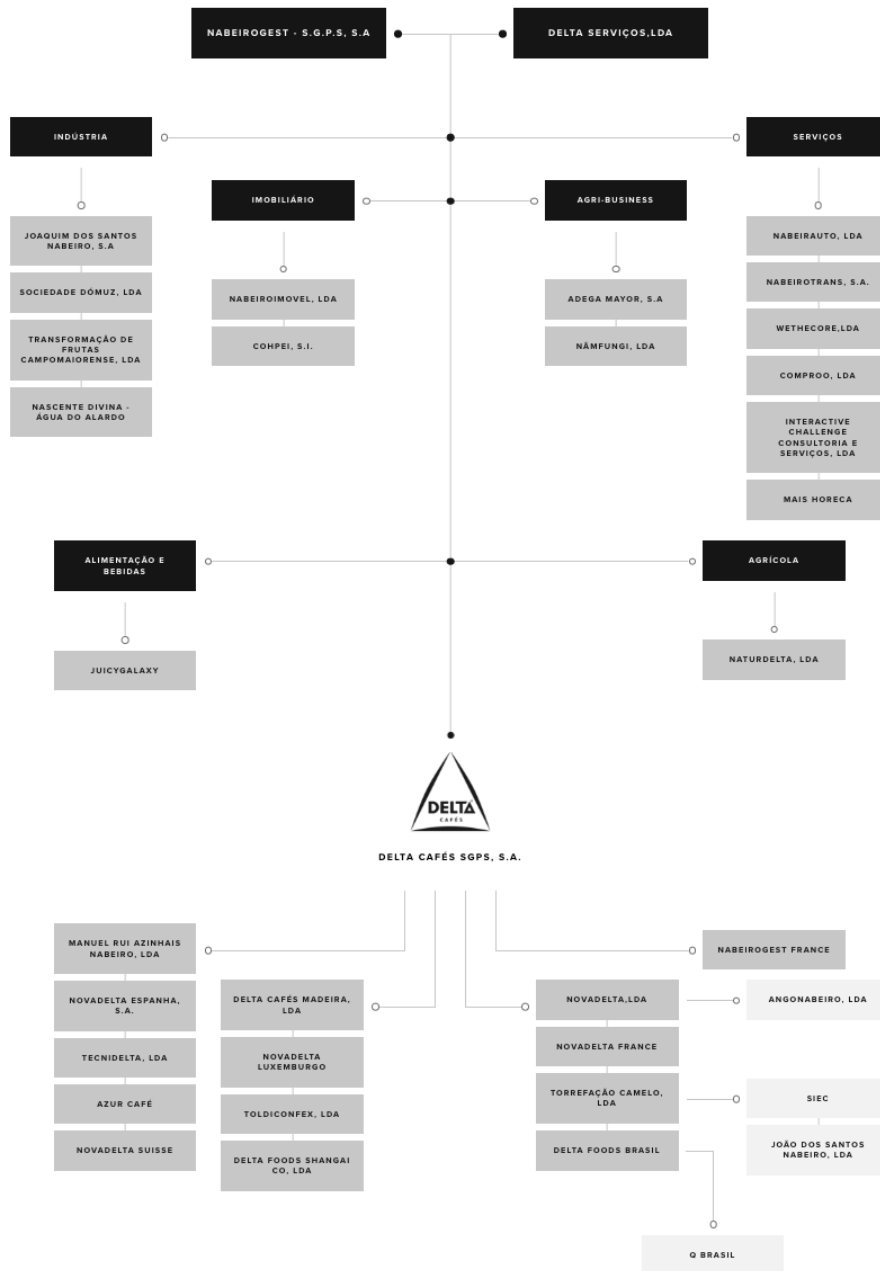 NABEIROGEST - S.G.P.S, S.A
DELTA SERVIÇOS,LDA
INDÚSTRIA
SERVIÇOS
IMOBILIÁRIO
AGRI-BUSINESS
JOAQUIM DOS SANTOS
NABEIRO, S.A
SOCIEDADE DÓMUZ, LDA
TRANSFORMAÇÃO DE
FRUTAS
CAMPOMAIORENSE, LDA
NASCENTE DIVINA -
ÁGUA DO ALARDO
NABEIROIMOVEL, LDA
COHPEI, S.I.
ADEGA MAYOR, S.A
NÃMFUNGI, LDA
NABEIRAUTO, LDA
NABEIROTRANS, S.A.
WETHECORE,LDA
COMPROO, LDA
INTERACTIVE
CHALLENGE
CONSULTORIA E
SERVIÇOS, LDA
MAIS HORECA
ALIMENTAÇÃO E
BEBIDAS
AGRÍCOLA
JUICYGALAXY
NATURDELTA, LDA
DELTA
CAFÉS
DELTA CAFÉS SGPS, S.A.
MANUEL RUI AZINHAIS
NABEIRO, LDA
NOVADELTA ESPANHA,
S.A.
TECNIDELTA, LDA
AZUR CAFÉ
NOVADELTA SUISSE
DELTA CAFÉS MADEIRA,
LDA
NOVADELTA
LUXEMBURGO
TOLDICONFEX, LDA
DELTA FOODS SHANGAI
CO, LDA
NOVADELTA,LDA
NOVADELTA FRANCE
TORREFAÇÃO CAMELO,
LDA
DELTA FOODS BRASIL
NABEIROGEST FRANCE
ANGONABEIRO, LDA
SIEC
JOÃO DOS SANTOS
NABEIRO, LDA
Q BRASIL